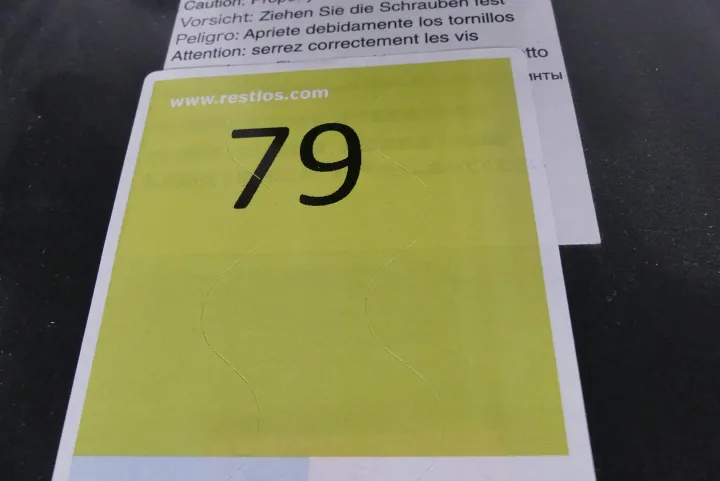 Caution:
Vorsicht: Ziehen Sie die Schrauben fest
Peligro: Apriete debidamente los tornillos
Attention: serrez correctement les vis
www.restlos.com
79